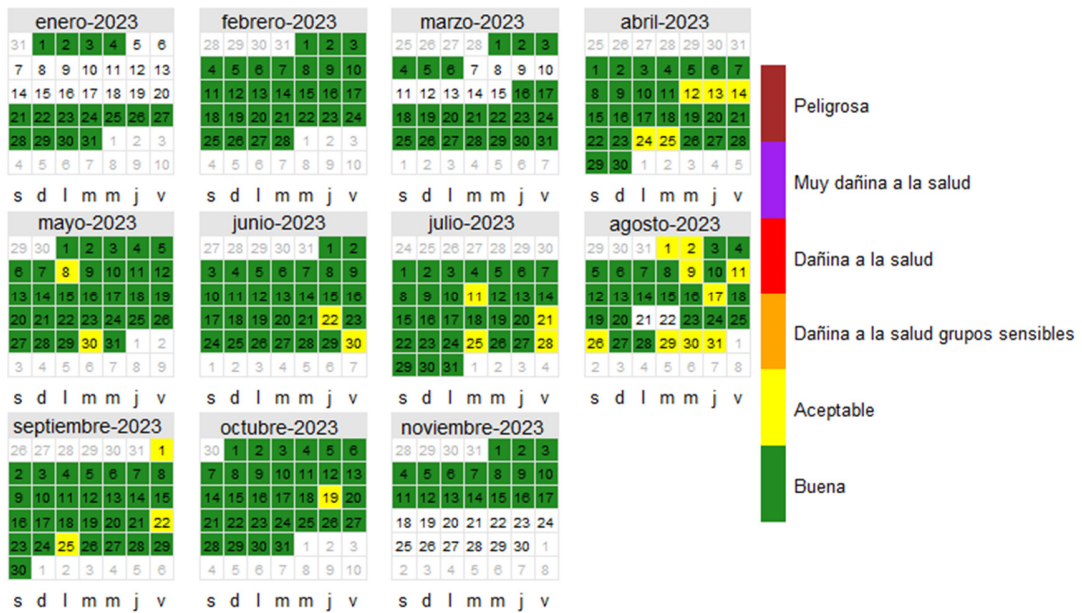 enero-2023
31 1 2 3 4 5 6
7 8 9 10 11 12 13
14 15 16 17 18 19 20
21 22 23 24 25 26 27
28 29 30 31 1 2 3
4 5 6 7 8 9 10
s d l m m j v
febrero-2023
28 29 30 31 1 2 3
4 5 6 7 8 9 10
11 12 13 14 15 16 17
18 19 20 21 22 23 24
25 26 27 28 1 2 3
4 5 6 7 8 9 10
s d l m m j v
marzo-2023
25 26 27 28 1 2 3
4 5 6 7 8 9 10
11 12 13 14 15 16 17
18 19 20 21 22 23 24
25 26 27 28 29 30 31
1 2 3 4 5 6 7
s d l m m j v
abril-2023
25 26 27 28 29 30 31
1 2 3 4 5 6 7
8 9 10 11 12 13 14
15 16 17 18 19 20 21
22 23 24 25 26 27 28
29 30 1 2 3 4 5
s d l m m j v
mayo-2023
29 30 1 2 3 4 5
6 7 8 9 10 11 12
13 14 15 16 17 18 19
20 21 22 23 24 25 26
27 28 29 30 31 1 2
3 4 5 6 7 8 9
s d l m m j v
junio-2023
27 28 29 30 31 1 2
3 4 5 6 7 8 9
10 11 12 13 14 15 16
17 18 19 20 21 22 23
24 25 26 27 28 29 30
1 2 3 4 5 6 7
s d l m m j v
julio-2023
24 25 26 27 28 29 30
1 2 3 4 5 6 7
8 9 10 11 12 13 14
15 16 17 18 19 20 21
22 23 24 25 26 27 28
29 30 31 1 2 3 4
s d l m m j v
agosto-2023
29 30 31 1 2 3 4
5 6 7 8 9 10 11
12 13 14 15 16 17 18
19 20 21 22 23 24 25
26 27 28 29 30 31 1
2 3 4 5 6 7 8
s d l m m j v
septiembre-2023
26 27 28 29 30 31 1
2 3 4 5 6 7 8
9 10 11 12 13 14 15
16 17 18 19 20 21 22
23 24 25 26 27 28 29
30 1 2 3 4 5 6
s d l m m j v
octubre-2023
30 1 2 3 4 5 6
7 8 9 10 11 12 13
14 15 16 17 18 19 20
21 22 23 24 25 26 27
28 29 30 31 1 2 3
4 5 6 7 8 9 10
s d l m m j v
noviembre-2023
28 29 30 31 1 2 3
4 5 6 7 8 9 10
11 12 13 14 15 16 17
18 19 20 21 22 23 24
25 26 27 28 29 30 1
2 3 4 5 6 7 8
s d l m m j v
Peligrosa
Muy dañina a la salud
Dañina a la salud
Dañina a la salud grupos sensibles
Aceptable
Buena